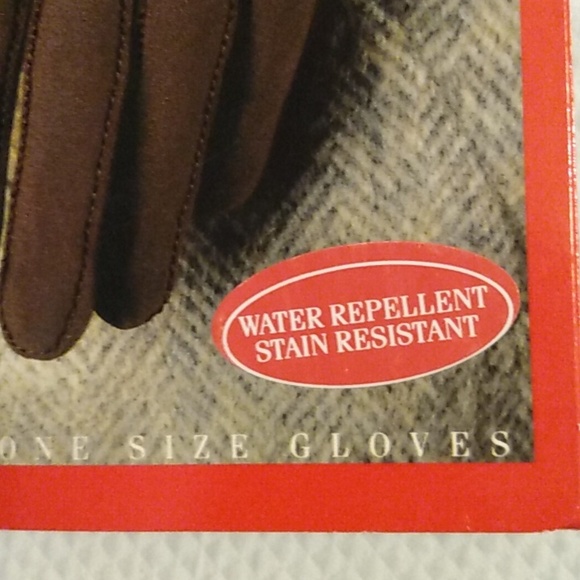 WATER REPELLENT
STAIN RESISTANT
ONE SIZE GLOVES